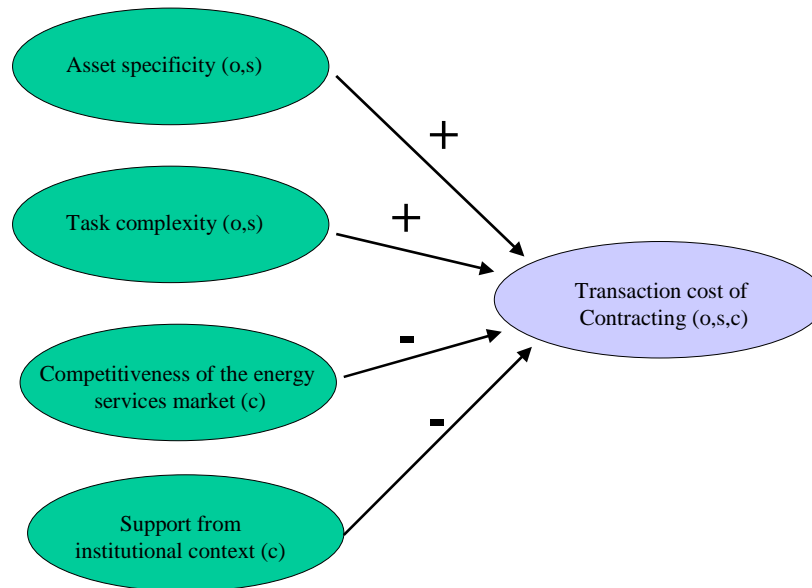 Asset specificity (o,s)
+
Task complexity (o,s)
+
Transaction cost of
Contracting (o,s,c)
-
Competitiveness of the energy
services market (c)
-
Support from
institutional context (c)